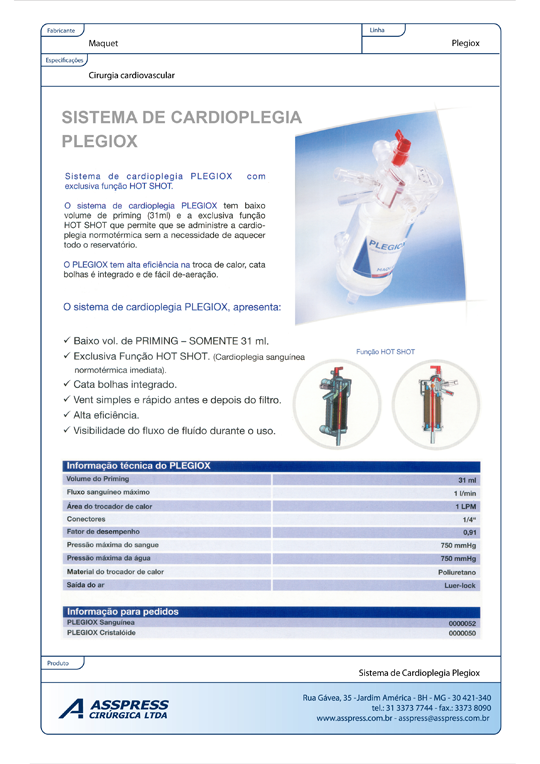 Fabricante
Linha
Maquet
Plegiox
Especificações
Cirurgia cardiovascular
SISTEMA DE CARDIOPLEGIA
PLEGIOX
Sistema de cardioplegia PLEGIOX com
exclusiva função HOT SHOT.
O sistema de cardioplegia PLEGIOX tem baixo
volume de priming (31ml) e a exclusiva função
HOT SHOT que permite que se administre a cardio-
plegia normotérmica sem a necessidade de aquecer
todo o reservatório.
O PLEGIOX tem alta eficiência na troca de calor, cata
bolhas é integrado e de fácil de-aeração.
PLEGIOX
O sistema de cardioplegia PLEGIOX, apresenta:
✓ Baixo vol. de PRIMING – SOMENTE 31 ml.
✓ Exclusiva Função HOT SHOT. (Cardioplegia sanguínea
normotérmica imediata).
✓ Cata bolhas integrado.
✓ Vent simples e rápido antes e depois do filtro.
✓ Alta eficiência.
✓ Visibilidade do fluxo de fluído durante o uso.
Função HOT SHOT
Informação técnica do PLEGIOX
Volume do Priming 31 ml
Fluxo sanguíneo máximo 1 l/min
Área do trocador de calor 1 LPM
Conectores 1/4"
Fator de desempenho 0,91
Pressão máxima do sangue 750 mmHg
Pressão máxima da água 750 mmHg
Material do trocador de calor Poliuretano
Saída do ar Luer-lock
Informação para pedidos
PLEGIOX Sanguínea 0000052
PLEGIOX Cristalóide 0000050
Produto
Sistema de Cardioplegia Plegiox
ASSPRESS
CIRÚRGICA LTDA
Rua Gávea, 35 - Jardim América - BH - MG - 30 421-340
tel.: 31 3373 7744 - fax.: 3373 8090
www.asspress.com.br - asspress@asspress.com.br